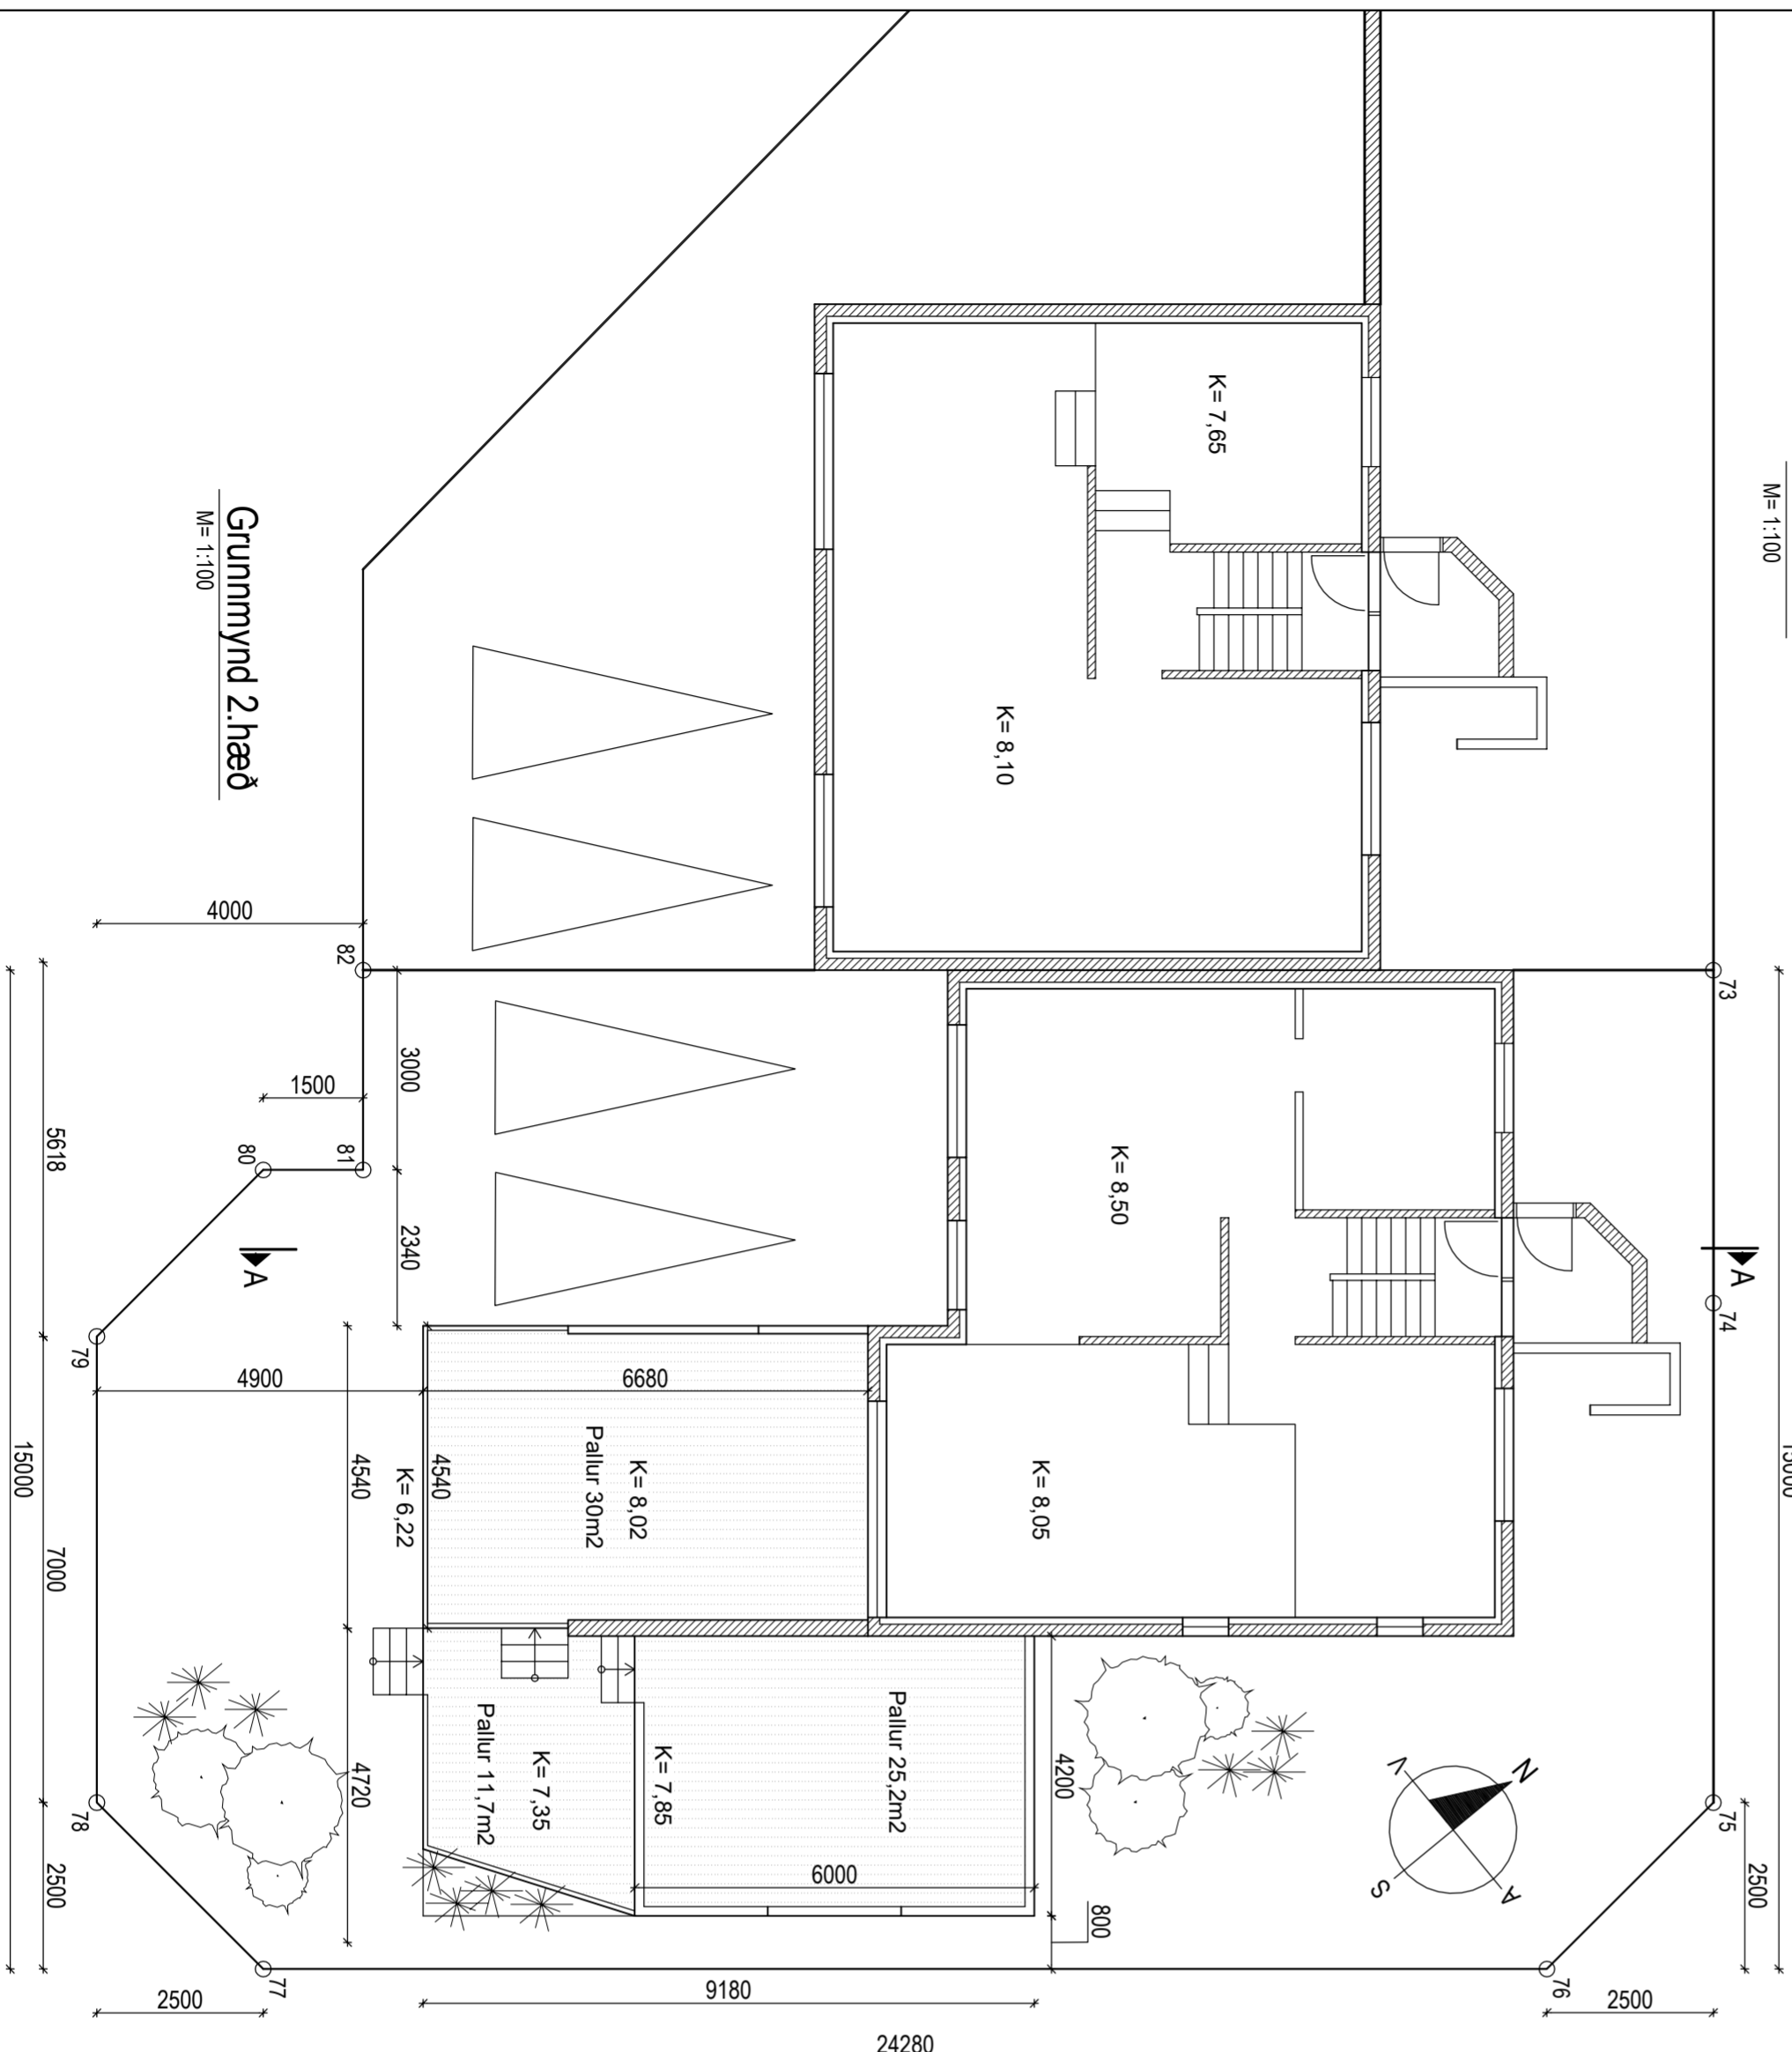 M= 1:100
K= 7,65
K= 8,10
Grunnmynd 2.hæð
M= 1:100
4000
82
73
3000
1500
5618
80
81
2340
K= 8,50
A
A
74
79
4900
6680
15000
4540
4540
K= 6,22
Pallur 30m2
K= 8,02
K= 8,05
7000
Pallur 11,7m2
K= 7,35
K= 7,85
Pallur 25,2m2
4720
4200
6000
800
N
V
S
A
75
2500
78
2500
77
76
2500
9180
2500
24280